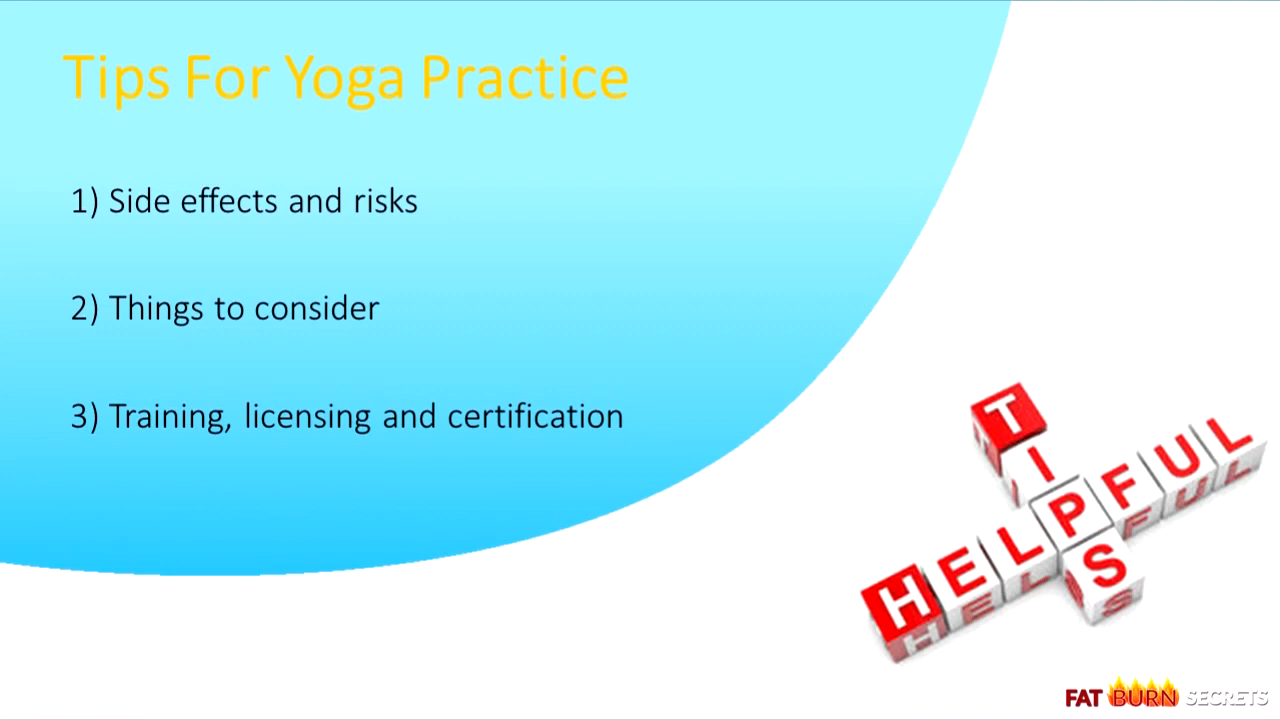 Tips For Yoga Practice
1) Side effects and risks
2) Things to consider
3) Training, licensing and certification
TIPS
HELPFUL
FAT BURN SECRETS